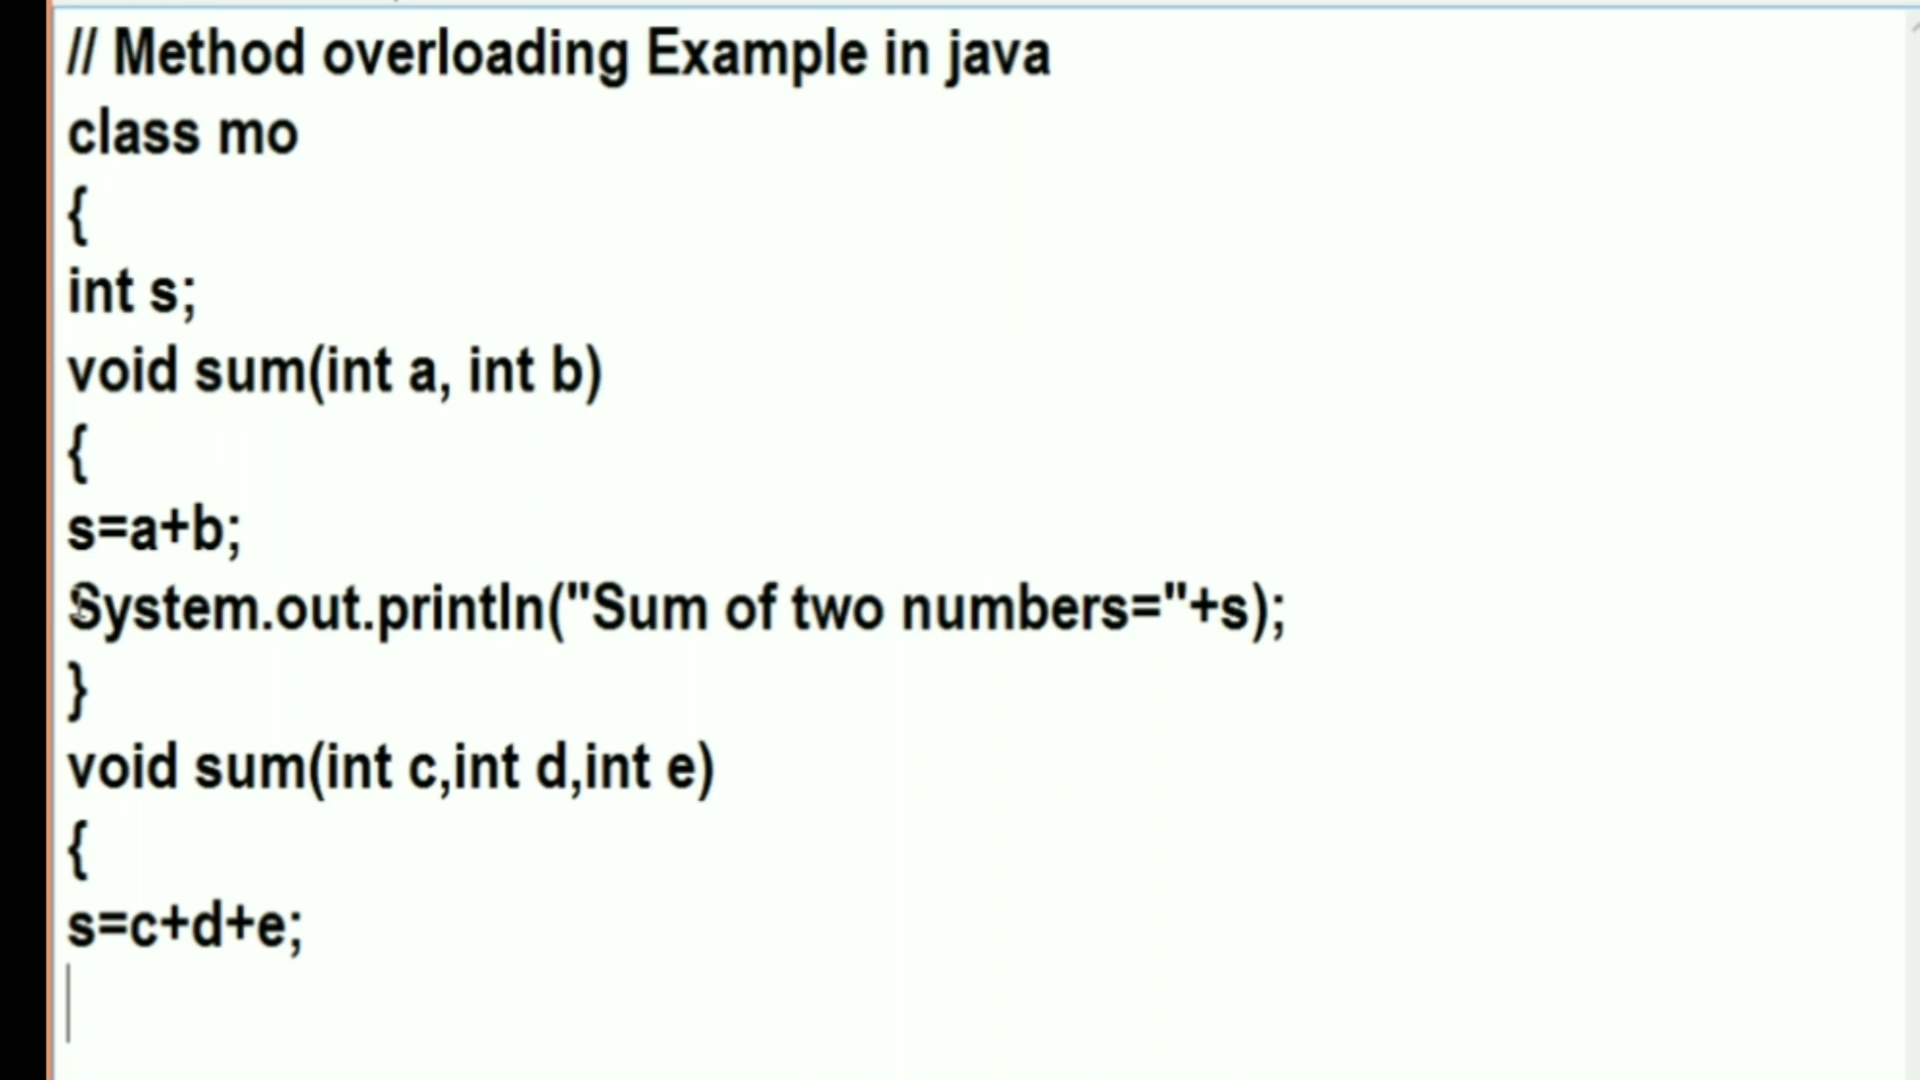 // Method overloading Example in java
class mo
{
int s;
void sum(int a, int b)
{
s=a+b;
System.out.println("Sum of two numbers="+s);
}
void sum(int c,int d,int e)
{
s=c+d+e;